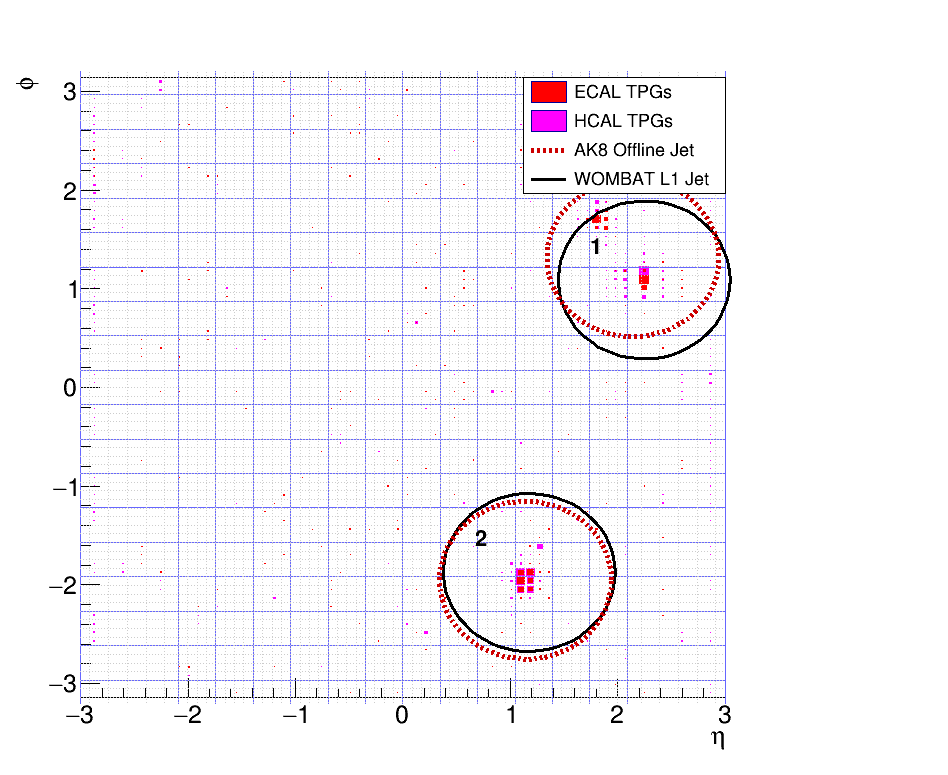 φ
3
2
1
0
−1
−2
−3
ECAL TPGs
HCAL TPGs
AK8 Offline Jet
WOMBAT L1 Jet
1
2
−3 −2 −1 0 1 2 3
η